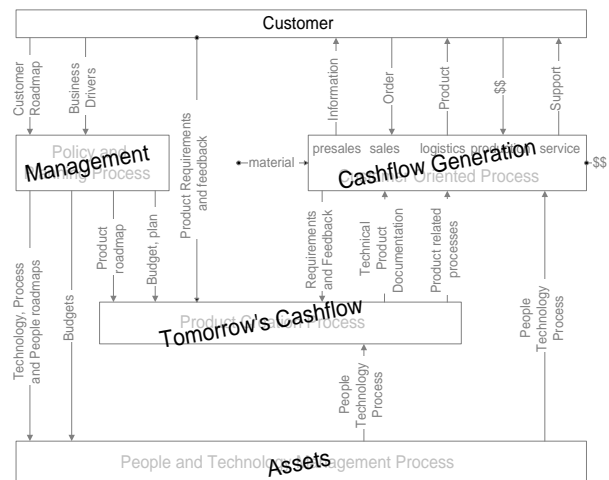 Customer
Customer
Roadmap
Business
Drivers
Product Requirements
and feedback
Information
Order
Product
$$
Support
Policy and
Planning Process
Management
material
presales sales logistics production service
Customer Oriented Process
Cashflow Generation
$$
Technology, Process
and People roadmaps
Budgets
Product
roadmap
Budget, plan
Requirements
and Feedback
Technical
Product
Documentation
Product related
processes
People
Technology
Process
Product Creation Process
Tomorrow's Cashflow
People
Technology
Process
People and Technology Management Process
Assets